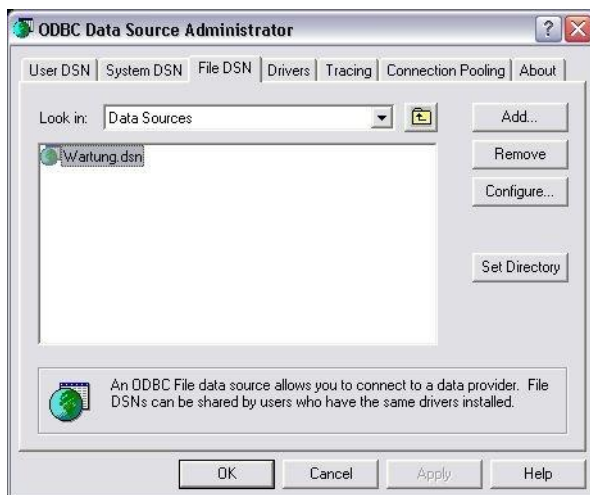 ODBC Data Source Administrator
User DSN System DSN File DSN Drivers Tracing Connection Pooling About
Look in: Data Sources
Add...
Wartung.dsn
Remove
Configure...
Set Directory
An ODBC File data source allows you to connect to a data provider. File
DSNs can be shared by users who have the same drivers installed.
OK Cancel Apply Help